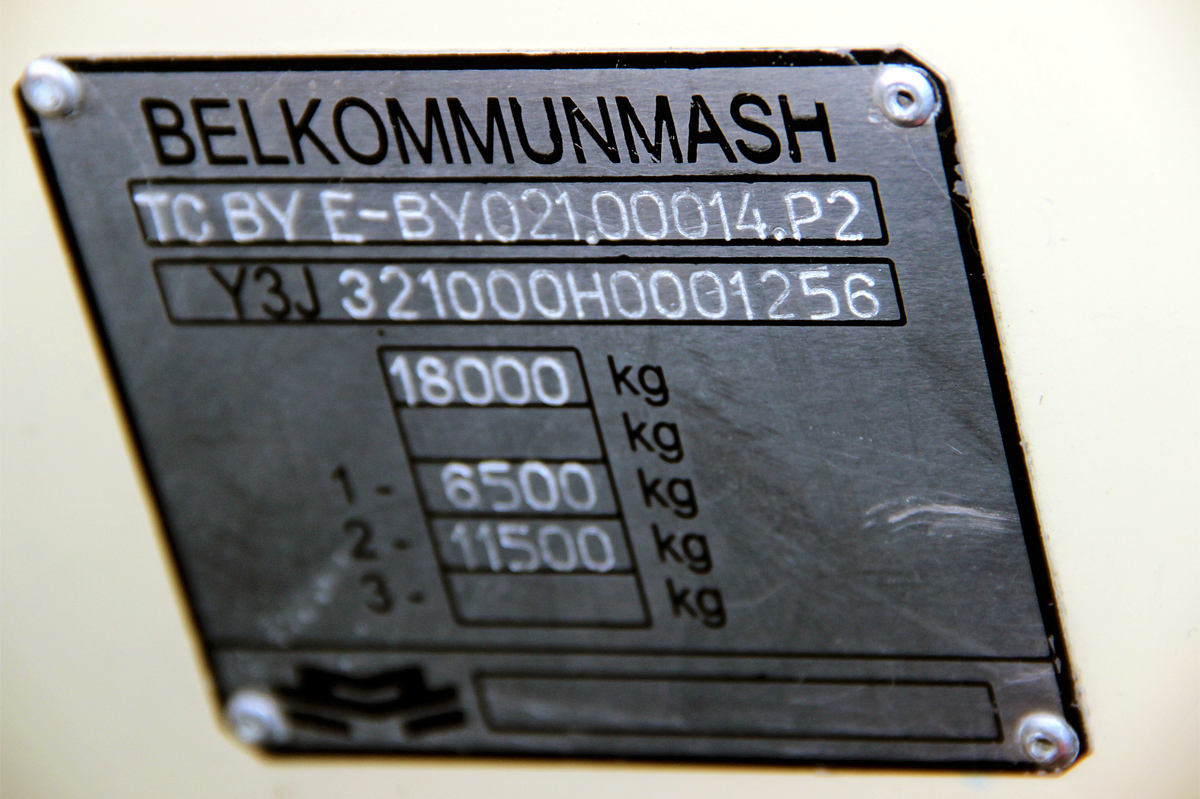 BELKOMMUNMASH
TC BY E-BY.021.00014.P2
Y3J 321000H0001256
18000 kg
kg
1 - 6500 kg
2 - 11500 kg
3 - kg